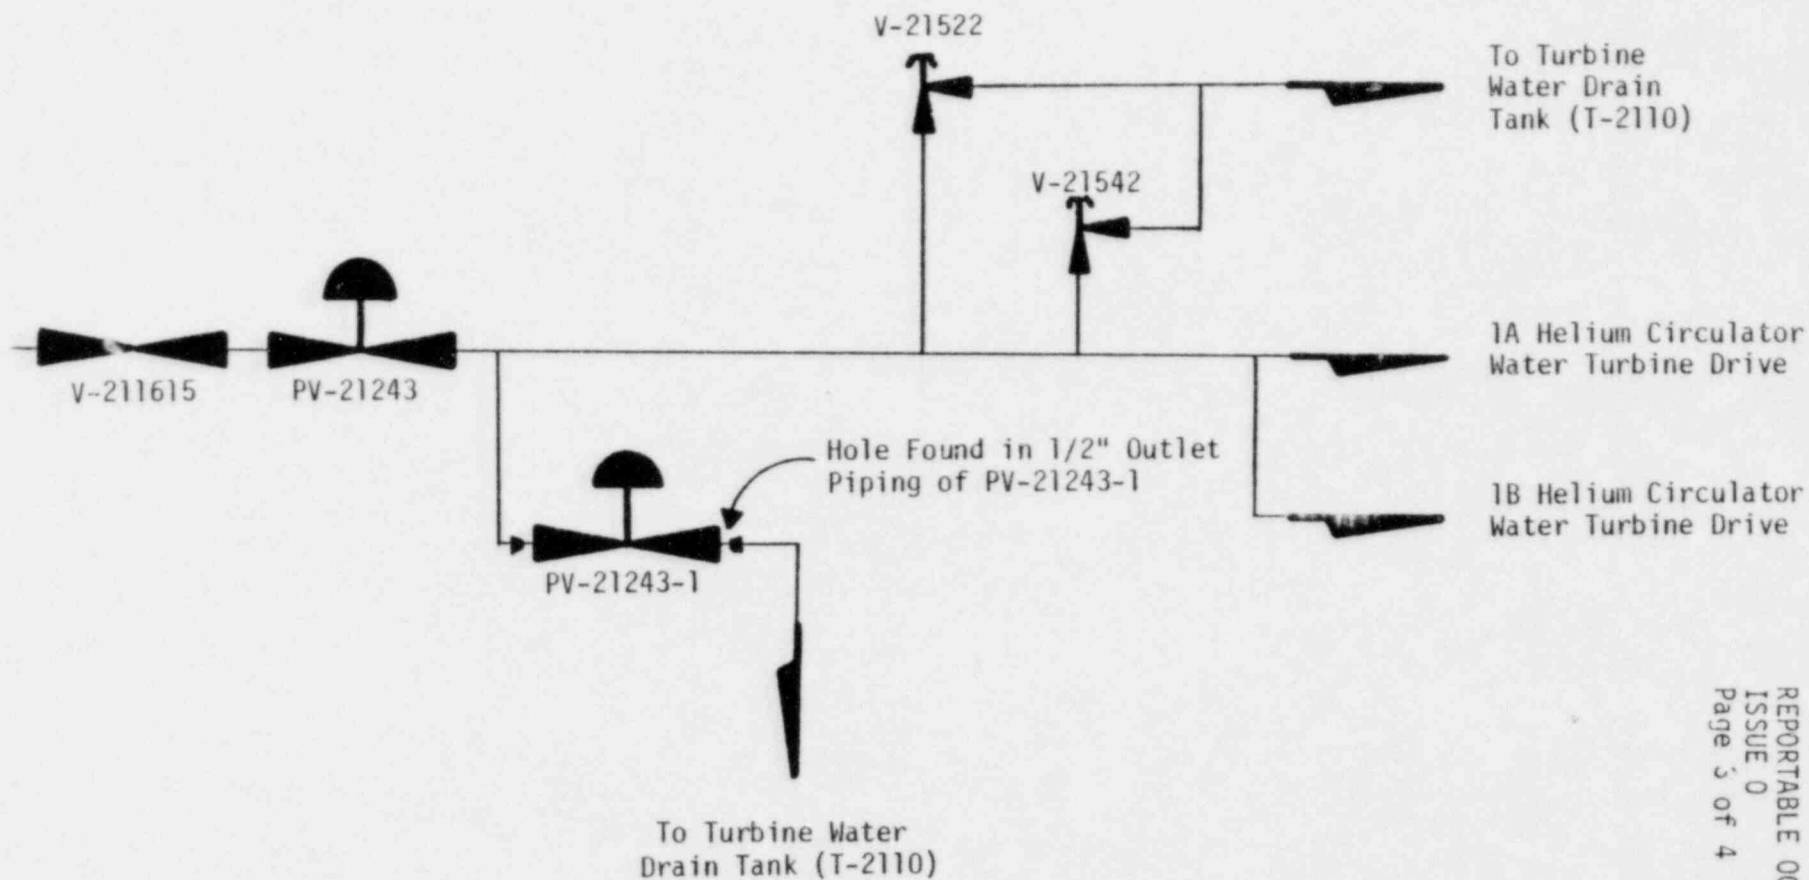 V-21522
To Turbine
Water Drain
Tank (T-2110)
V-21542
1A Helium Circulator
Water Turbine Drive
V-211615
PV-21243
Hole Found in 1/2" Outlet
Piping of PV-21243-1
1B Helium Circulator
Water Turbine Drive
PV-21243-1
To Turbine Water
Drain Tank (T-2110)
REPORTABLE
ISSUE 0
Page of 4